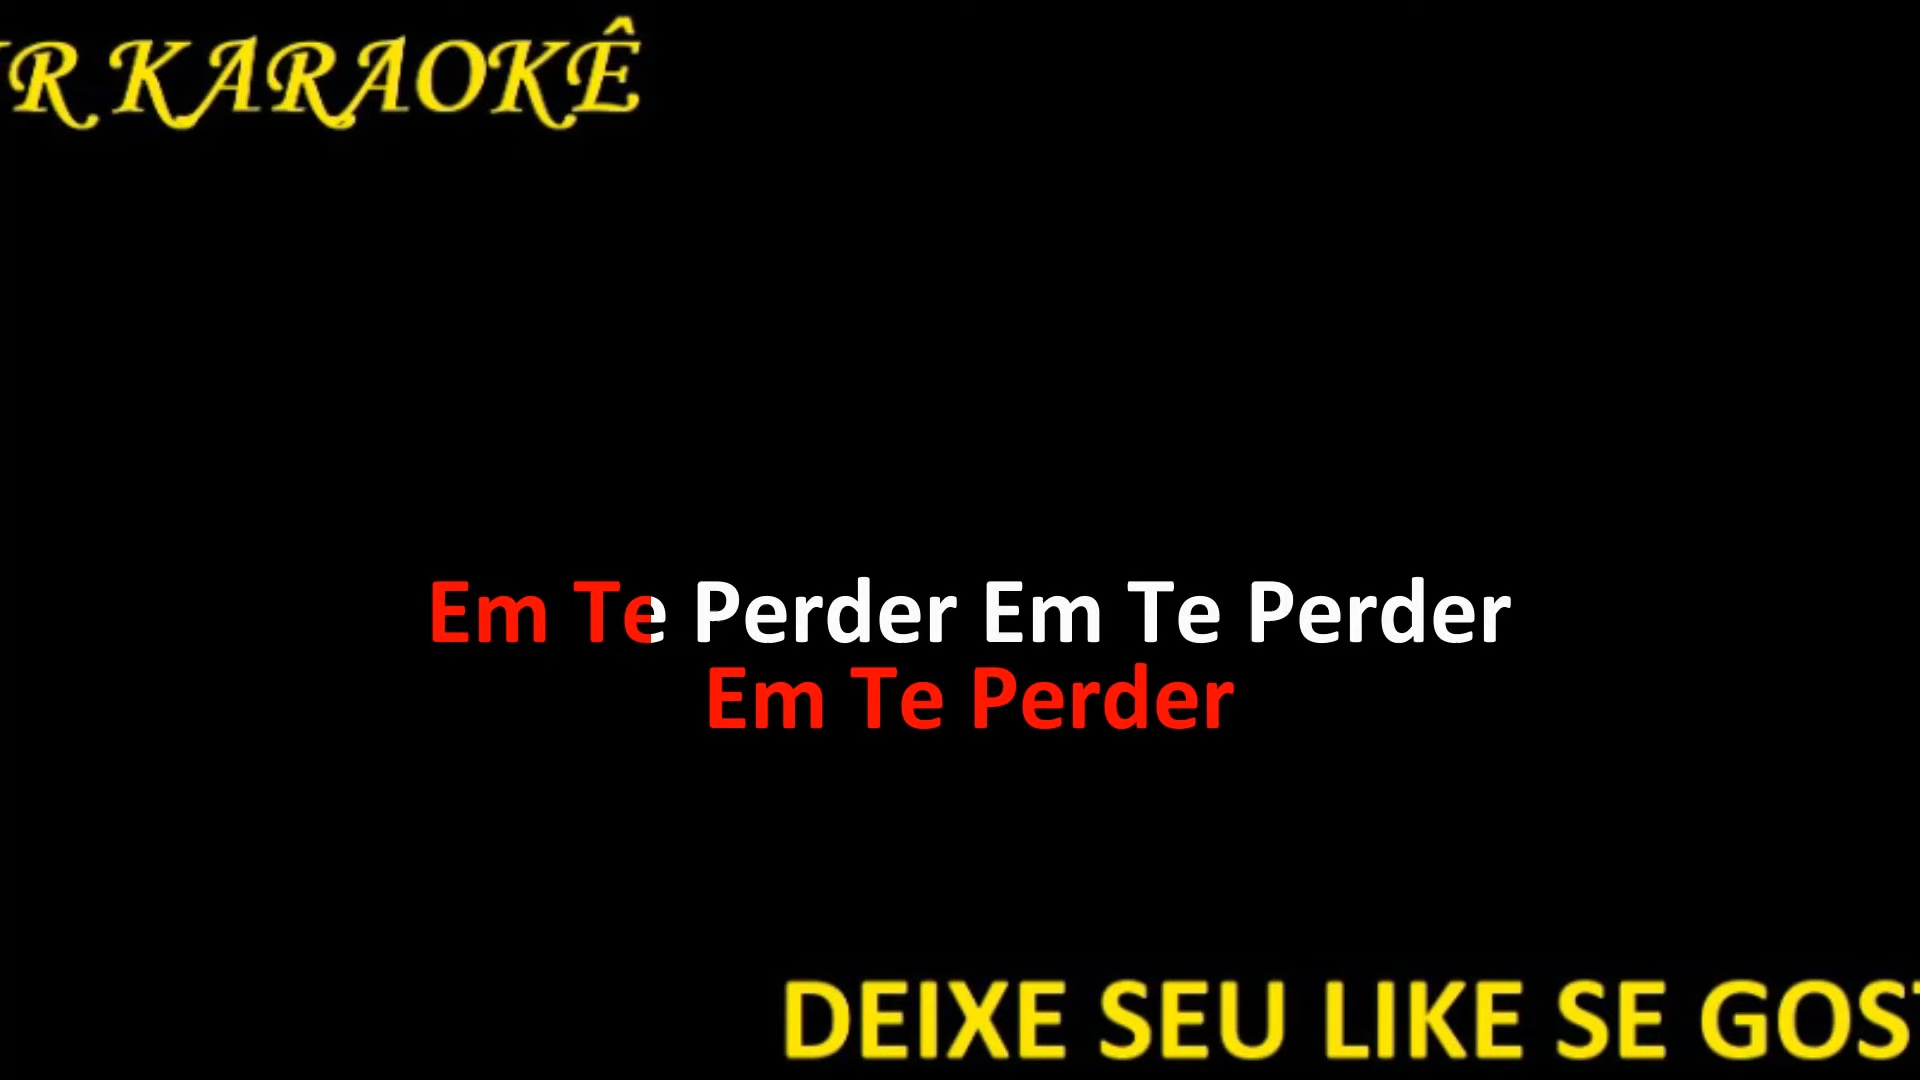 R KARAOKÊ
Em Te Perder Em Te Perder
Em Te Perder
DEIXE SEU LIKE SE GOS